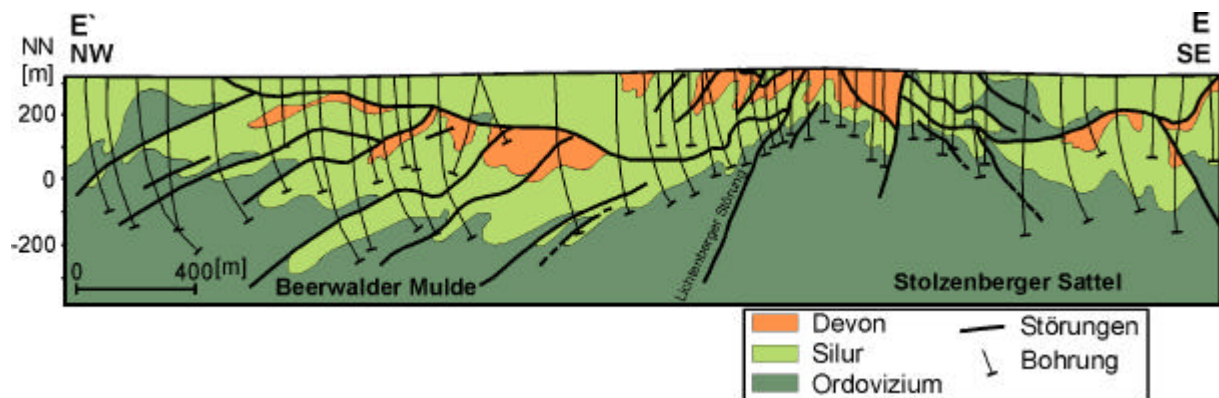 E`
NW
NN
[m]
200
0
-200
E
SE
0 400[m]
Beerwalder Mulde
Lichtenberger Störung
Stolzenberger Sattel
Devon
Silur
Ordovizium
Störungen
Bohrung